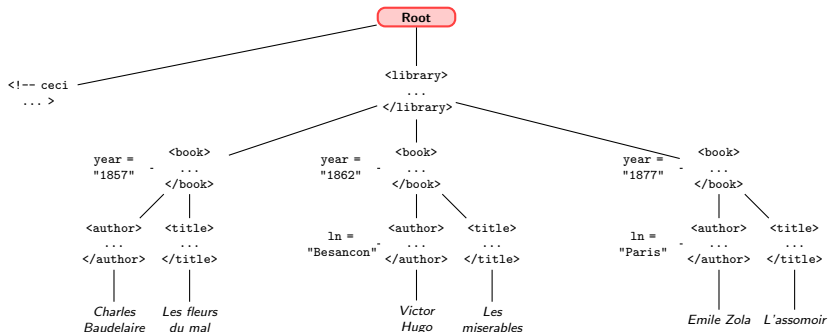 Root
<!-- ceci
... >
<library>
...
</library>
year =
"1857"
<book>
...
</book>
year =
"1862"
<book>
...
</book>
year =
"1877"
<book>
...
</book>
<author>
...
</author>
<title>
...
</title>
ln =
"Besancon"
<author>
...
</author>
<title>
...
</title>
ln =
"Paris"
<author>
...
</author>
<title>
...
</title>
Charles
Baudelaire
Les fleurs
du mal
Victor
Hugo
Les
miserables
Emile Zola
L'assomoir